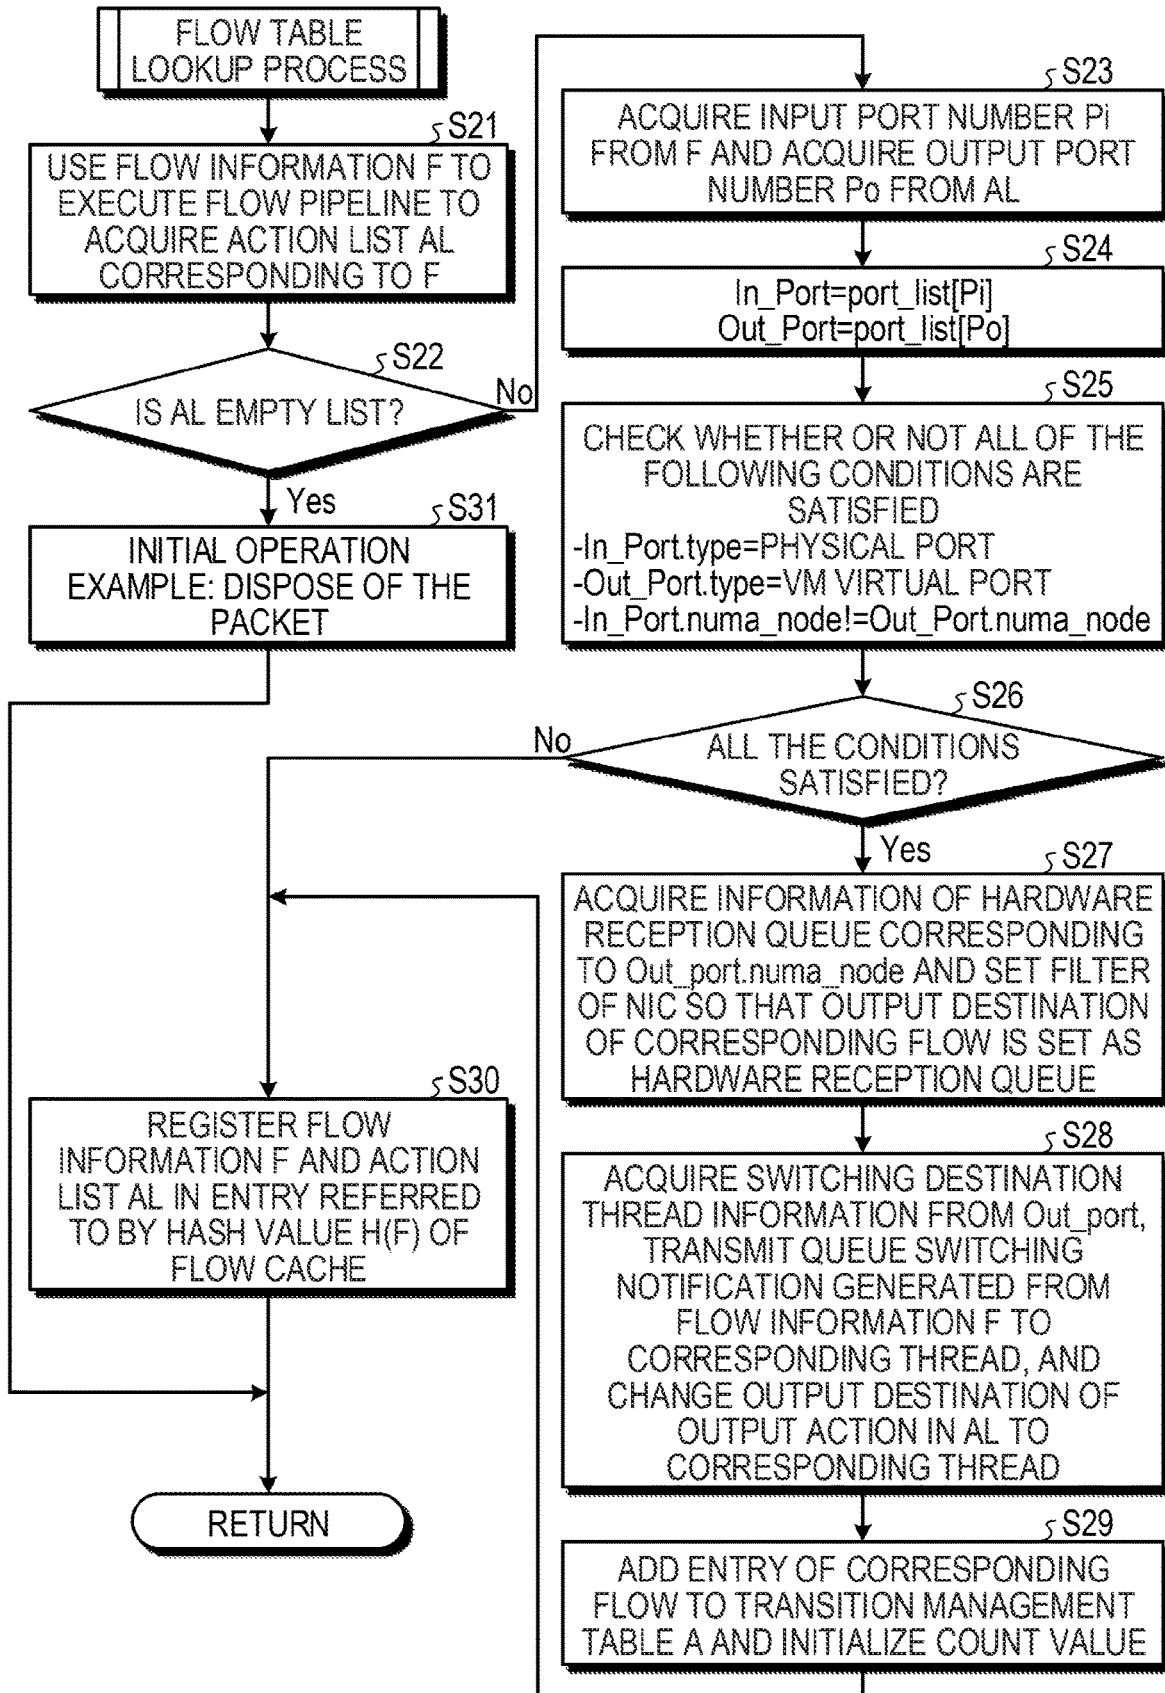 FLOW TABLE
LOOKUP PROCESS
S21
USE FLOW INFORMATION F TO
EXECUTE FLOW PIPELINE TO
ACQUIRE ACTION LIST AL
CORRESPONDING TO F
S22
IS AL EMPTY LIST?
No
Yes
S31
INITIAL OPERATION
EXAMPLE: DISPOSE OF THE
PACKET
S23
ACQUIRE INPUT PORT NUMBER Pi
FROM F AND ACQUIRE OUTPUT PORT
NUMBER Po FROM AL
S24
In_Port=port_list[Pi]
Out_Port=port_list[Po]
S25
CHECK WHETHER OR NOT ALL OF THE
FOLLOWING CONDITIONS ARE
SATISFIED
-In_Port.type=PHYSICAL PORT
-Out_Port.type=VM VIRTUAL PORT
-In_Port.numa_node!=Out_Port.numa_node
S26
ALL THE CONDITIONS
SATISFIED?
No
Yes
S27
ACQUIRE INFORMATION OF HARDWARE
RECEPTION QUEUE CORRESPONDING
TO Out_port.numa_node AND SET FILTER
OF NIC SO THAT OUTPUT DESTINATION
OF CORRESPONDING FLOW IS SET AS
HARDWARE RECEPTION QUEUE
S28
ACQUIRE SWITCHING DESTINATION
THREAD INFORMATION FROM Out_port,
TRANSMIT QUEUE SWITCHING
NOTIFICATION GENERATED FROM
FLOW INFORMATION F TO
CORRESPONDING THREAD, AND
CHANGE OUTPUT DESTINATION OF
OUTPUT ACTION IN AL TO
CORRESPONDING THREAD
S29
ADD ENTRY OF CORRESPONDING
FLOW TO TRANSITION MANAGEMENT
TABLE A AND INITIALIZE COUNT VALUE
S30
REGISTER FLOW
INFORMATION F AND ACTION
LIST AL IN ENTRY REFERRED
TO BY HASH VALUE H(F) OF
FLOW CACHE
RETURN